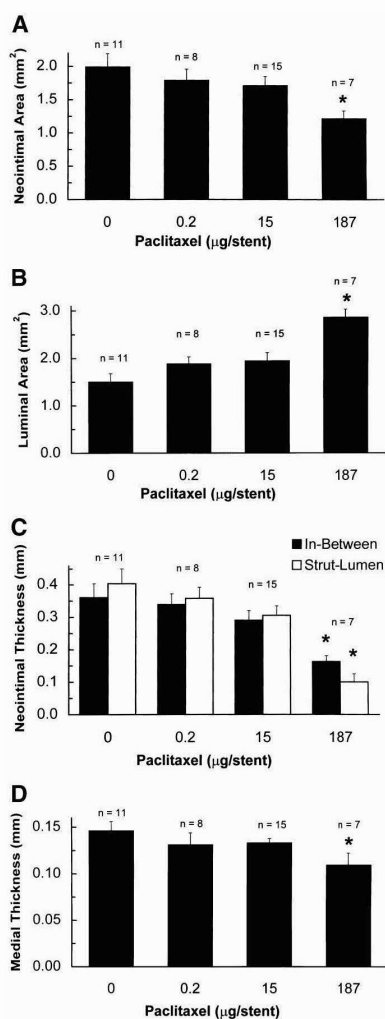 A
Neointimal Area (mm²)
2.0
1.5
1.0
0.5
0.0
n = 11
n = 8
n = 15
n = 7
*
0 0.2 15 187
Paclitaxel (μg/stent)
B
Luminal Area (mm²)
3.0
2.0
1.0
0.0
n = 11
n = 8
n = 15
n = 7
*
0 0.2 15 187
Paclitaxel (μg/stent)
C
In-Between
Strut-Lumen
Neointimal Thickness (mm)
0.4
0.3
0.2
0.1
0.0
n = 11
n = 8
n = 15
n = 7
* *
0 0.2 15 187
Paclitaxel (μg/stent)
D
Medial Thickness (mm)
0.15
0.10
0.05
0.00
n = 11
n = 8
n = 15
n = 7
*
0 0.2 15 187
Paclitaxel (μg/stent)